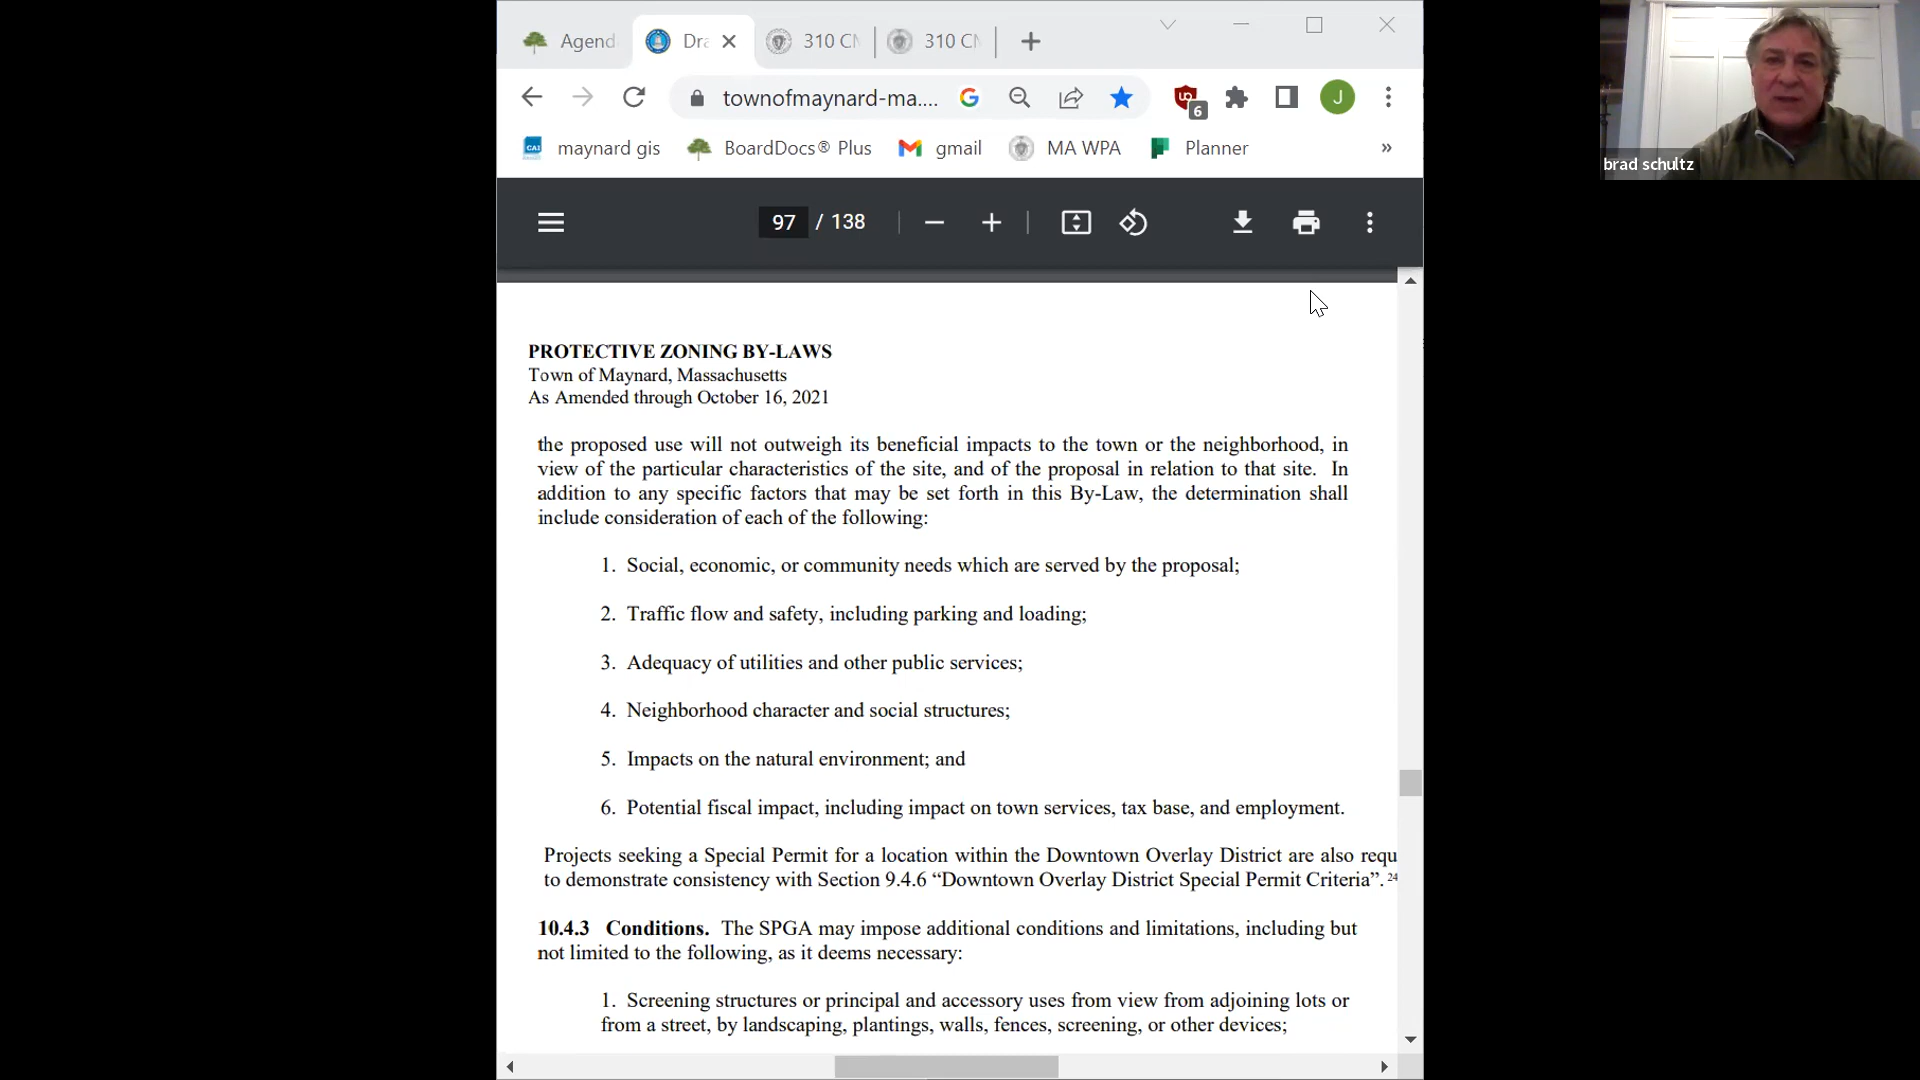 Agend
Dra
310 CM
310 CM
townofmaynard-ma....
6
J
maynard gis
BoardDocs® Plus
gmail
MA WPA
Planner
»
97 / 138
brad schultz
PROTECTIVE ZONING BY-LAWS
Town of Maynard, Massachusetts
As Amended through October 16, 2021
the proposed use will not outweigh its beneficial impacts to the town or the neighborhood, in
view of the particular characteristics of the site, and of the proposal in relation to that site. In
addition to any specific factors that may be set forth in this By-Law, the determination shall
include consideration of each of the following:
1. Social, economic, or community needs which are served by the proposal;
2. Traffic flow and safety, including parking and loading;
3. Adequacy of utilities and other public services;
4. Neighborhood character and social structures;
5. Impacts on the natural environment; and
6. Potential fiscal impact, including impact on town services, tax base, and employment.
Projects seeking a Special Permit for a location within the Downtown Overlay District are also requ
to demonstrate consistency with Section 9.4.6 “Downtown Overlay District Special Permit Criteria”. 24
10.4.3 Conditions. The SPGA may impose additional conditions and limitations, including but
not limited to the following, as it deems necessary:
1. Screening structures or principal and accessory uses from view from adjoining lots or
from a street, by landscaping, plantings, walls, fences, screening, or other devices;